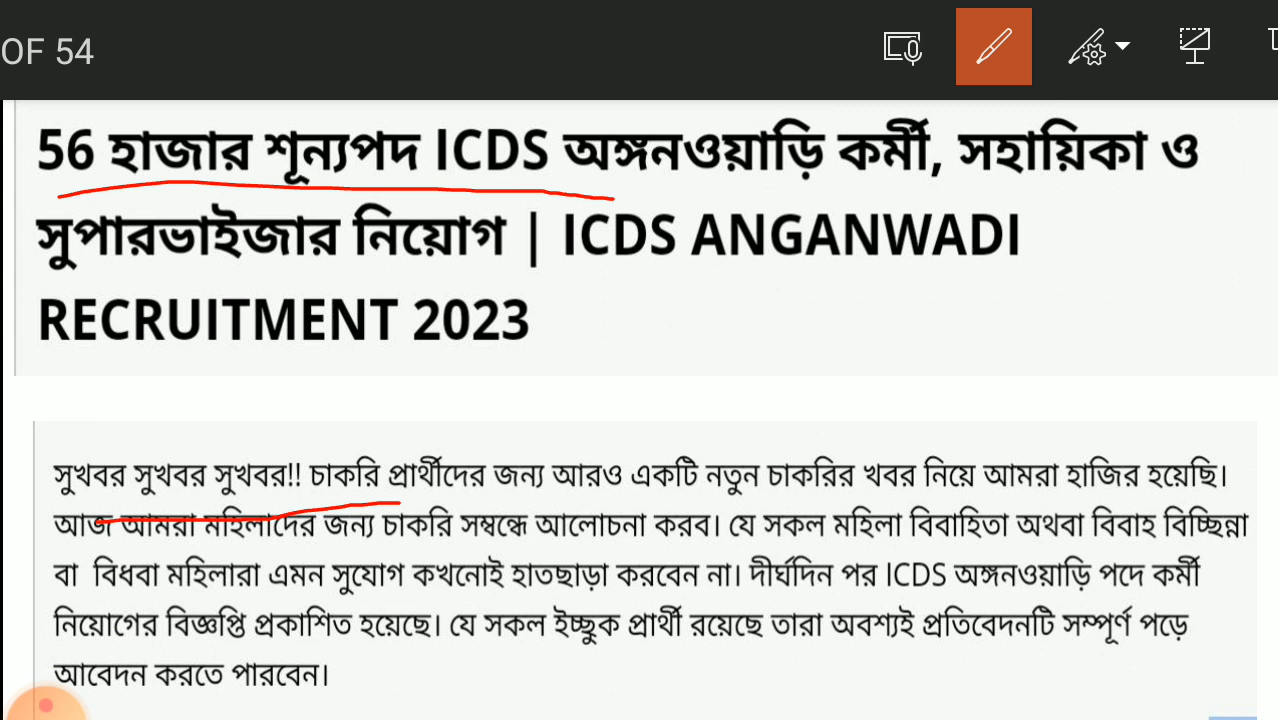 OF 54
56 হাজার শূন্যপদ ICDS অঙ্গনওয়াড়ি কর্মী, সহায়িকা ও
সুপারভাইজার নিয়োগ | ICDS ANGANWADI
RECRUITMENT 2023
সুখবর সুখবর সুখবর!! চাকরি প্রার্থীদের জন্য আরও একটি নতুন চাকরির খবর নিয়ে আমরা হাজির হয়েছি।
আজ আমরা মহিলাদের জন্য চাকরি সম্বন্ধে আলোচনা করব। যে সকল মহিলা বিবাহিতা অথবা বিবাহ বিচ্ছিন্না
বা বিধবা মহিলারা এমন সুযোগ কখনোই হাতছাড়া করবেন না। দীর্ঘদিন পর ICDS অঙ্গনওয়াড়ি পদে কর্মী
নিয়োগের বিজ্ঞপ্তি প্রকাশিত হয়েছে। যে সকল ইচ্ছুক প্রার্থী রয়েছে তারা অবশ্যই প্রতিবেদনটি সম্পূর্ণ পড়ে
আবেদন করতে পারবেন।